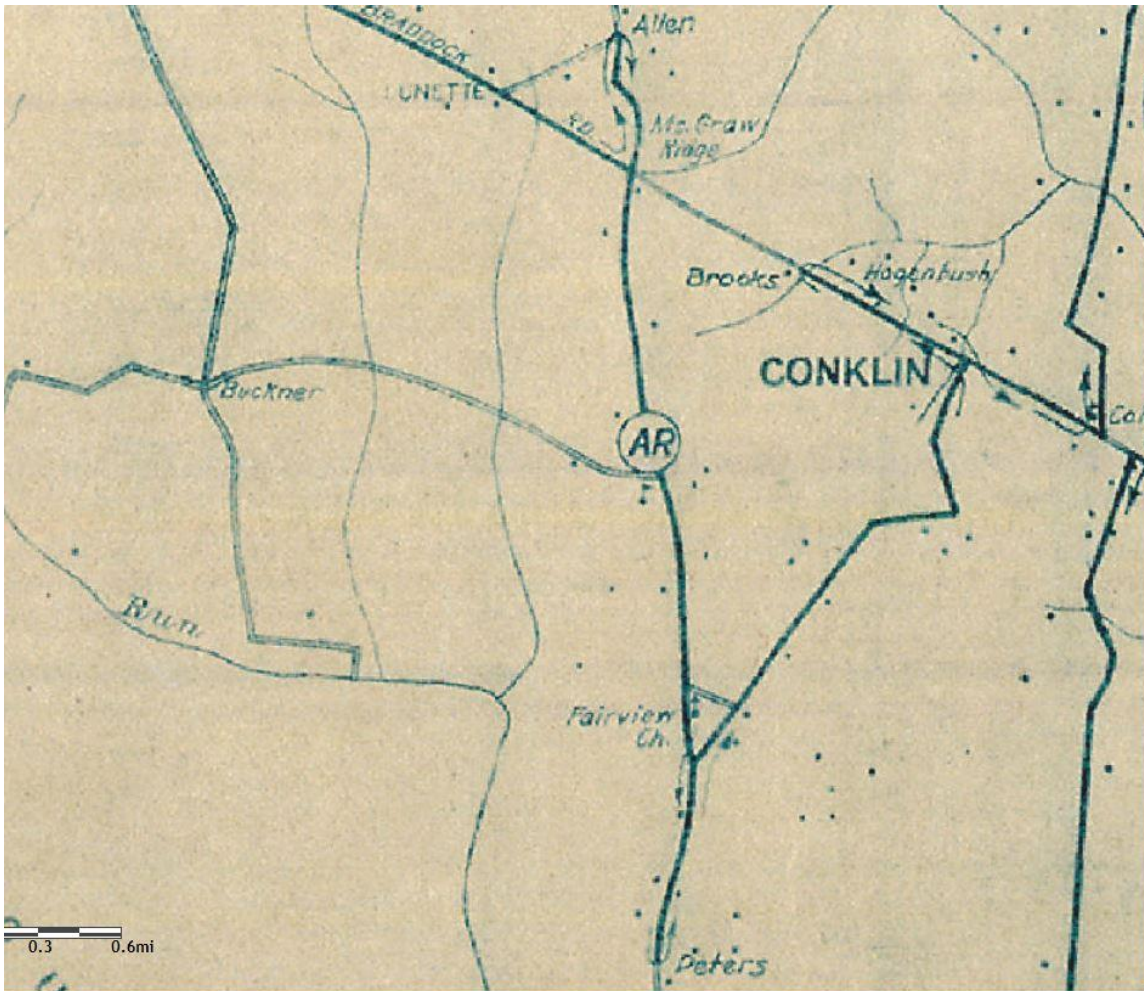 Allen
BRADDOCK
LUNETTE
RD.
Mc. Graw
Ridge
Brooks
Hagenbush
CONKLIN
Buckner
AR
Run
Fairview
Ch.
Peters
0.3 0.6mi